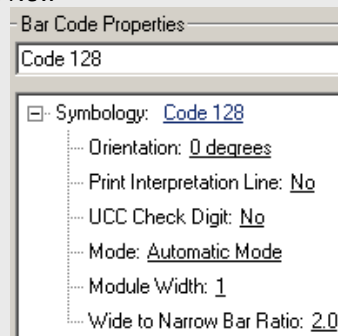 Bar Code Properties
Code 128
Symbology: Code 128
Orientation: 0 degrees
Print Interpretation Line: No
UCC Check Digit: No
Mode: Automatic Mode
Module Width: 1
Wide to Narrow Bar Ratio: 2.0